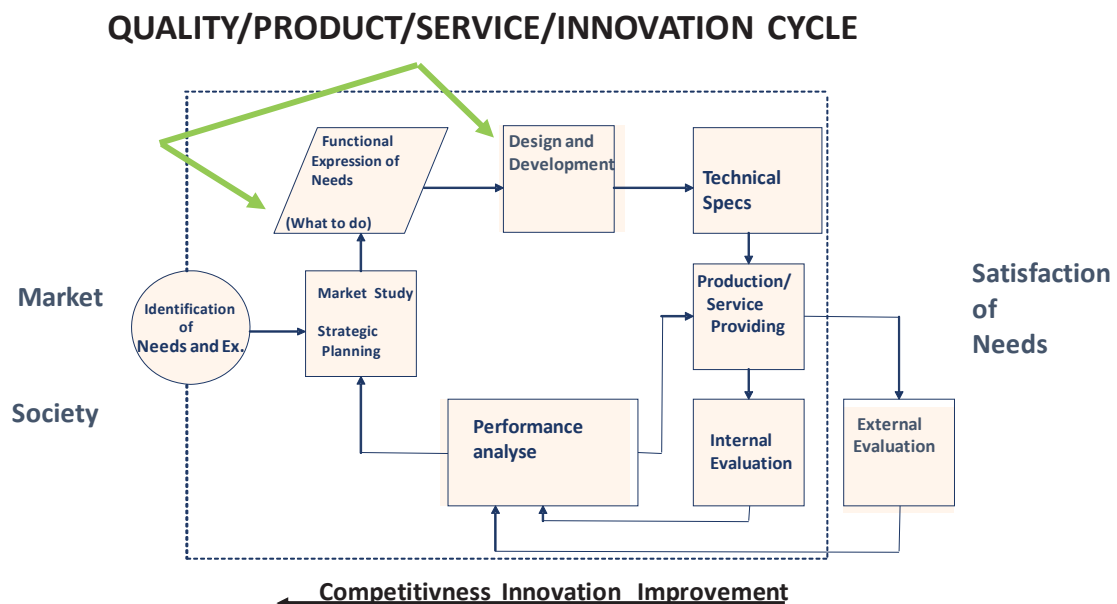 QUALITY/PRODUCT/SERVICE/INNOVATION CYCLE
Functional
Expression of
Needs
(What to do)
Design and
Development
Technical
Specs
Market
Society
Identification
of
Needs and Ex.
Market Study
Strategic
Planning
Production/
Service
Providing
Satisfaction
of
Needs
Performance
analyse
Internal
Evaluation
External
Evaluation
Competitivness Innovation Improvement